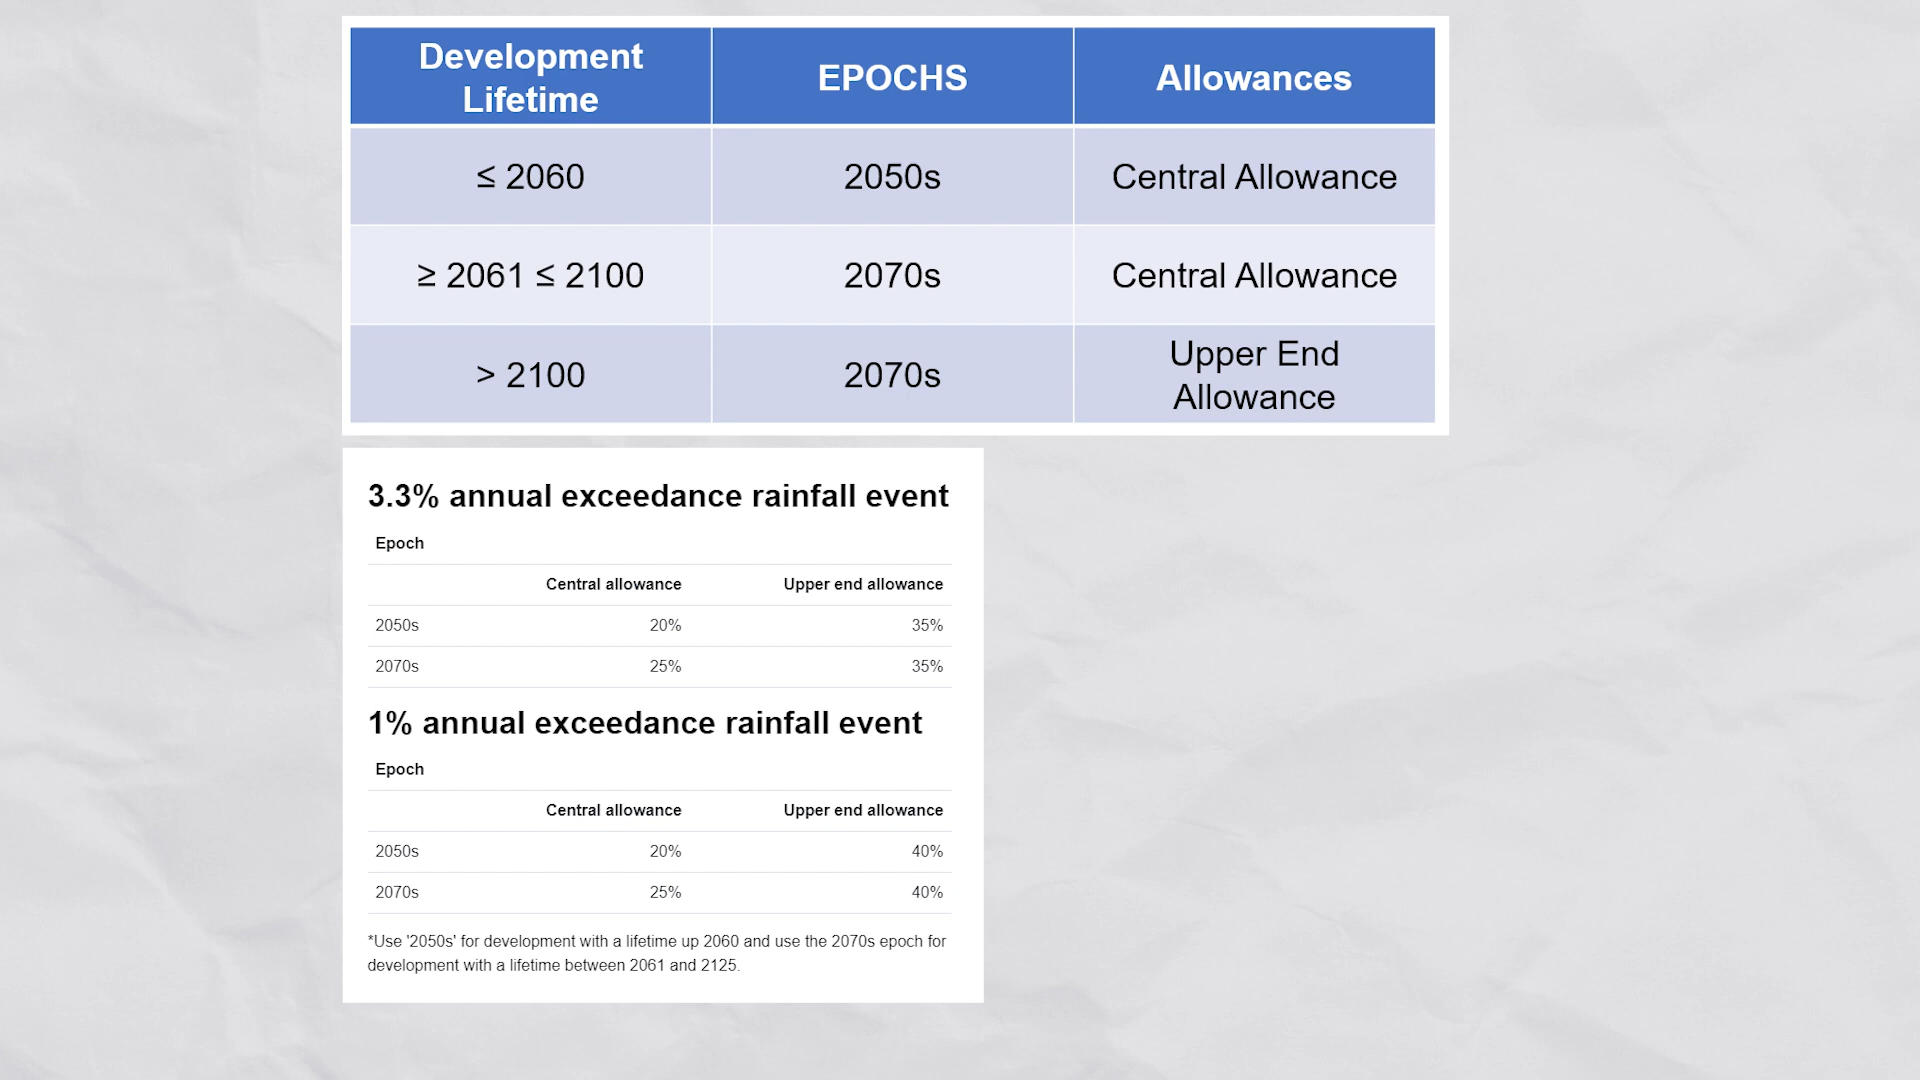 Development Lifetime EPOCHS Allowances
≤ 2060 2050s Central Allowance
≥ 2061 ≤ 2100 2070s Central Allowance
> 2100 2070s Upper End Allowance
3.3% annual exceedance rainfall event
Epoch
Central allowance Upper end allowance
2050s 20% 35%
2070s 25% 35%
1% annual exceedance rainfall event
Epoch
Central allowance Upper end allowance
2050s 20% 40%
2070s 25% 40%
*Use '2050s' for development with a lifetime up 2060 and use the 2070s epoch for
development with a lifetime between 2061 and 2125.